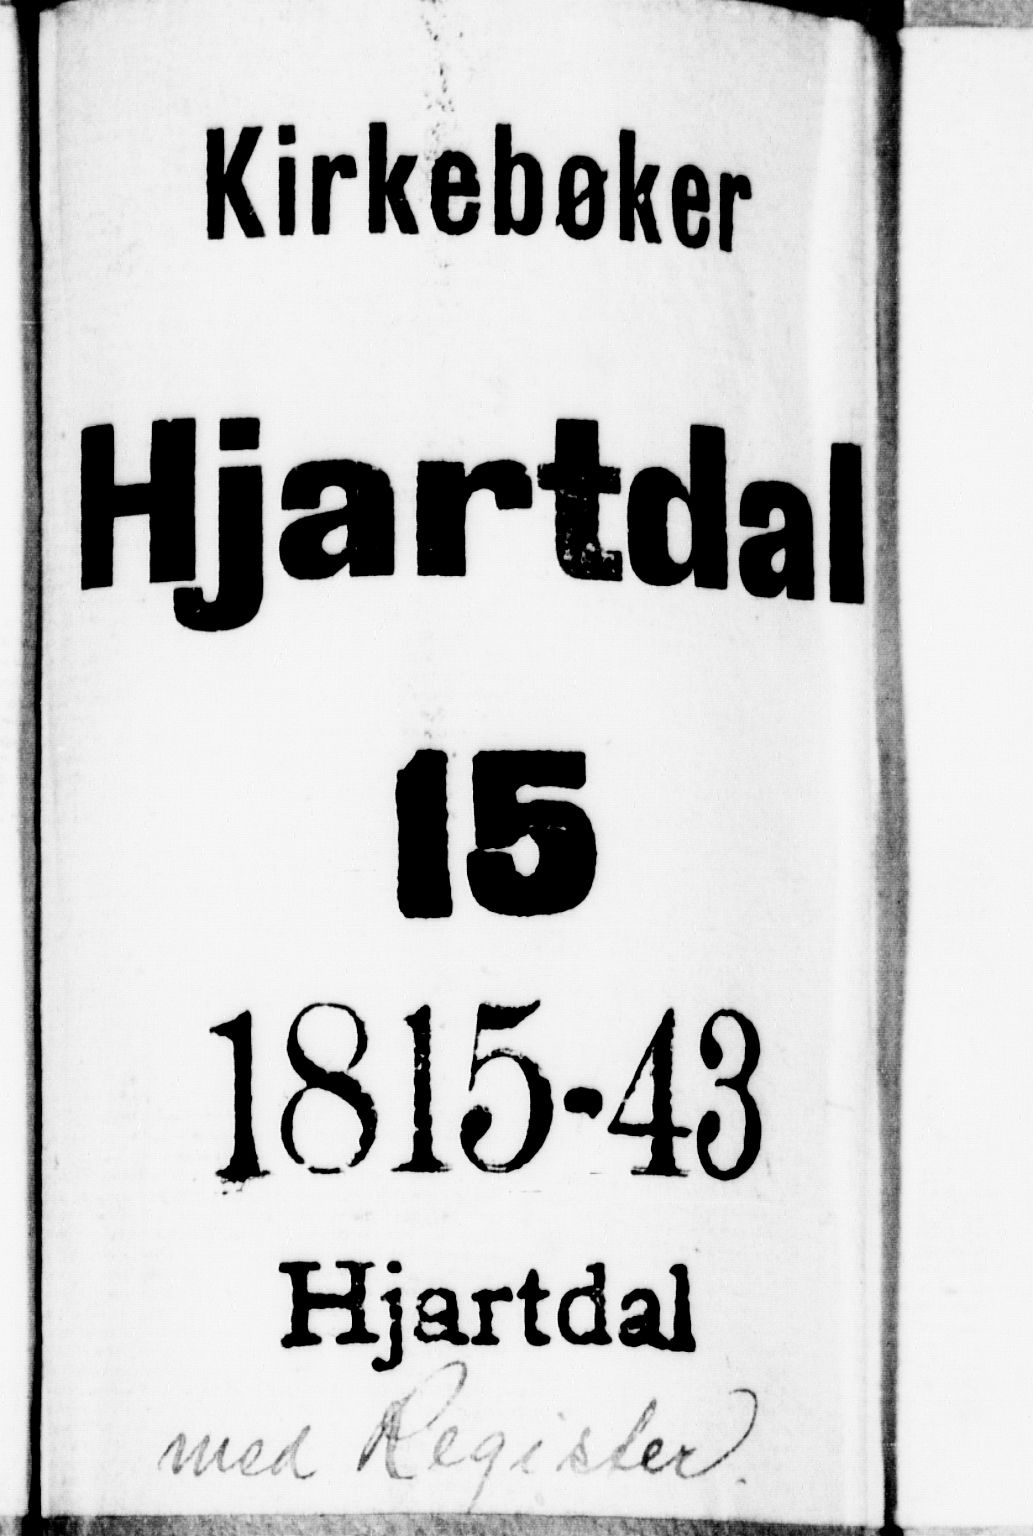 Kirkebøker
Hjartdal
15
1815-43
Hjartdal
med Register.